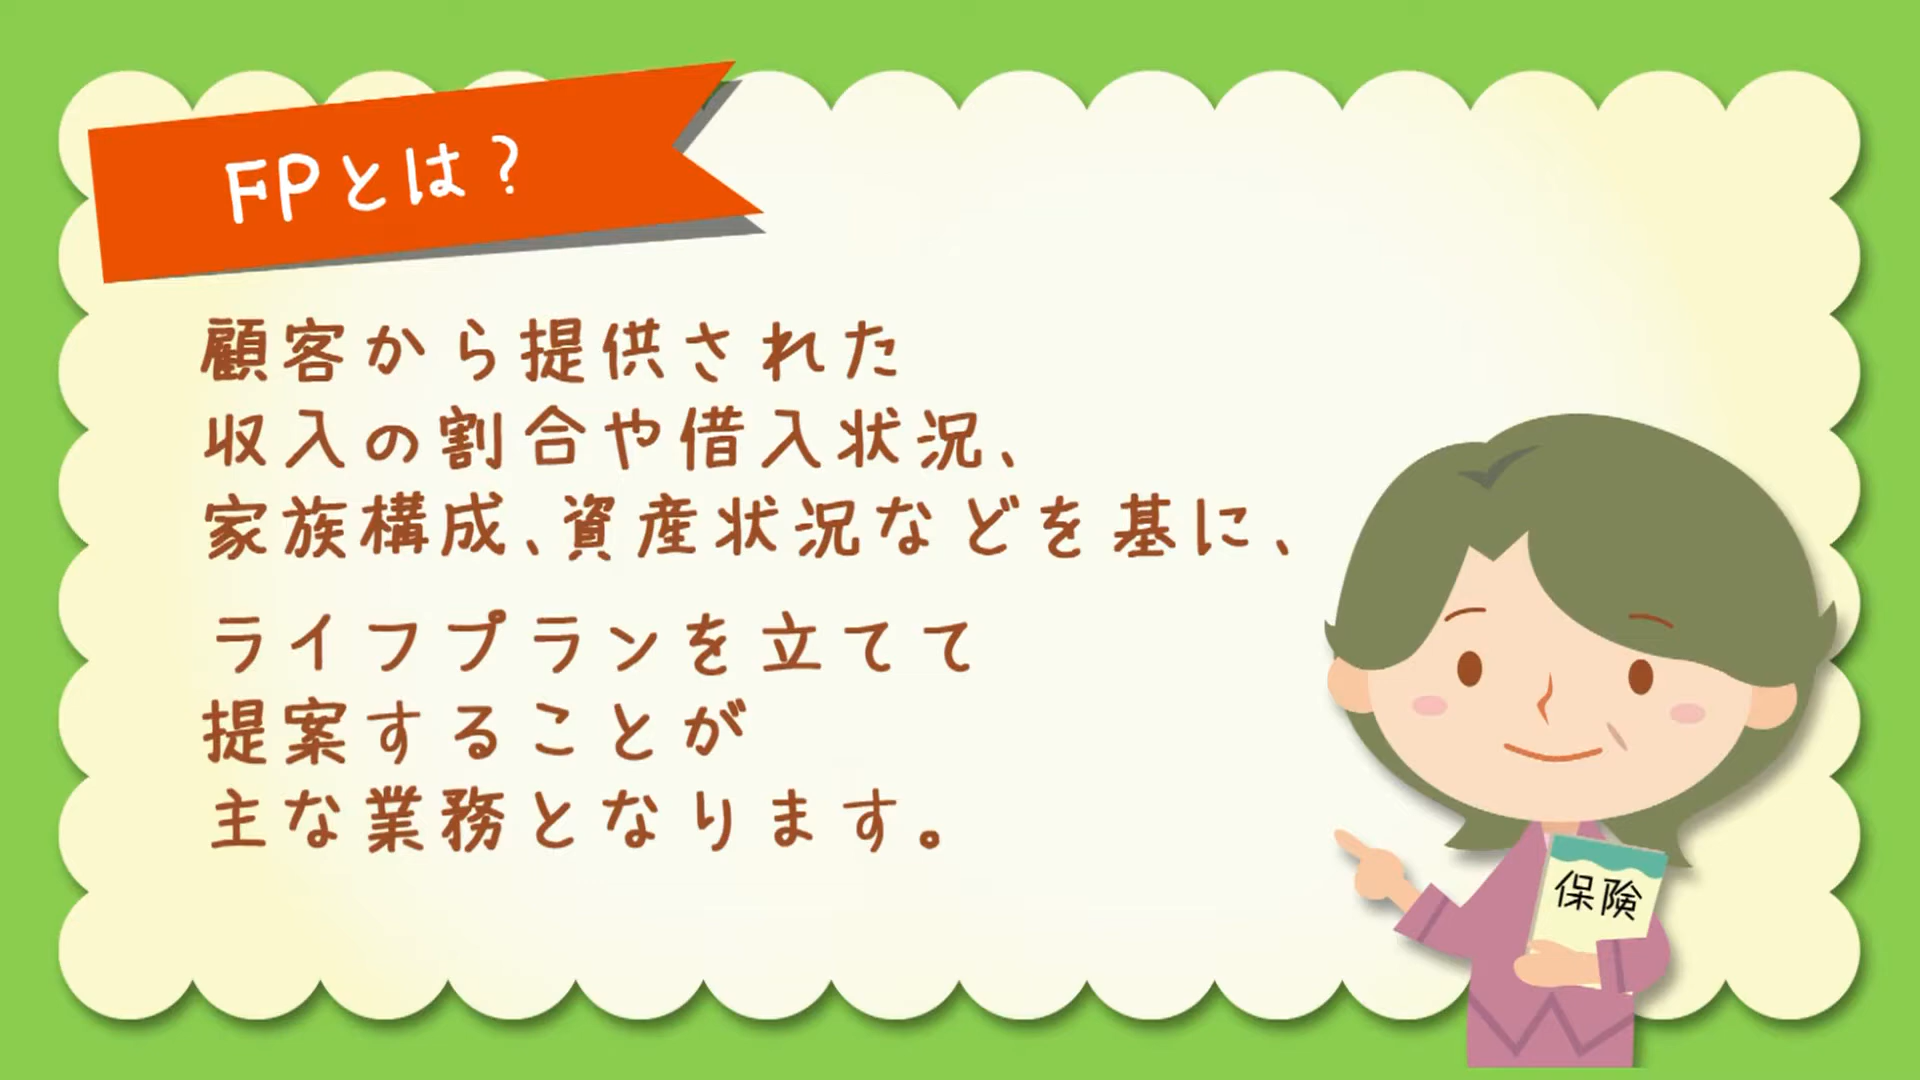 FPとは?
顧客から提供された
収入の割合や借入状況、
家族構成、資産状況などを基に、
ライフプランを立てて
提案することが
主な業務となります。
保険